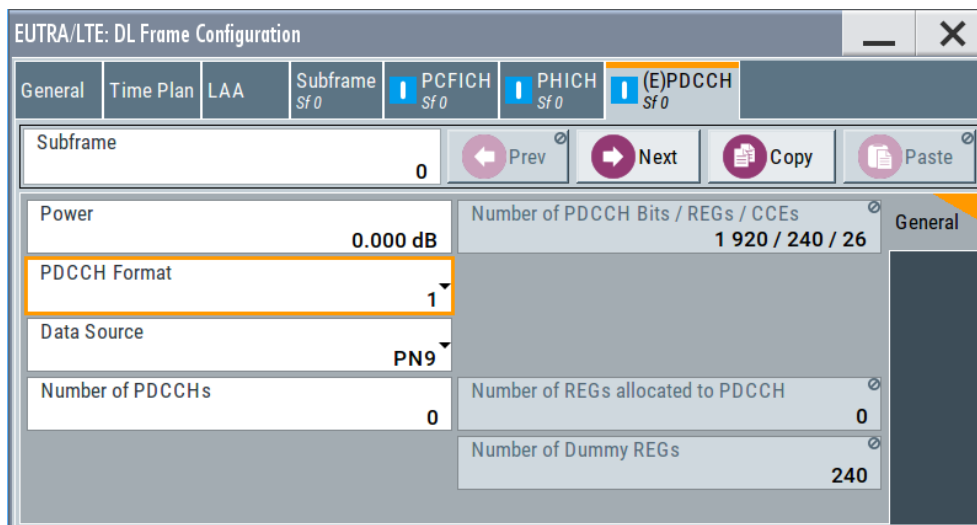 EUTRA/LTE: DL Frame Configuration
General Time Plan LAA Subframe Sf 0 PCFICH Sf 0 PHICH Sf 0 (E)PDCCH Sf 0
Subframe
0
Prev Next Copy Paste
Power
0.000 dB
Number of PDCCH Bits / REGs / CCEs
1 920 / 240 / 26
General
PDCCH Format
1
Data Source
PN9
Number of PDCCHs
0
Number of REGs allocated to PDCCH
0
Number of Dummy REGs
240